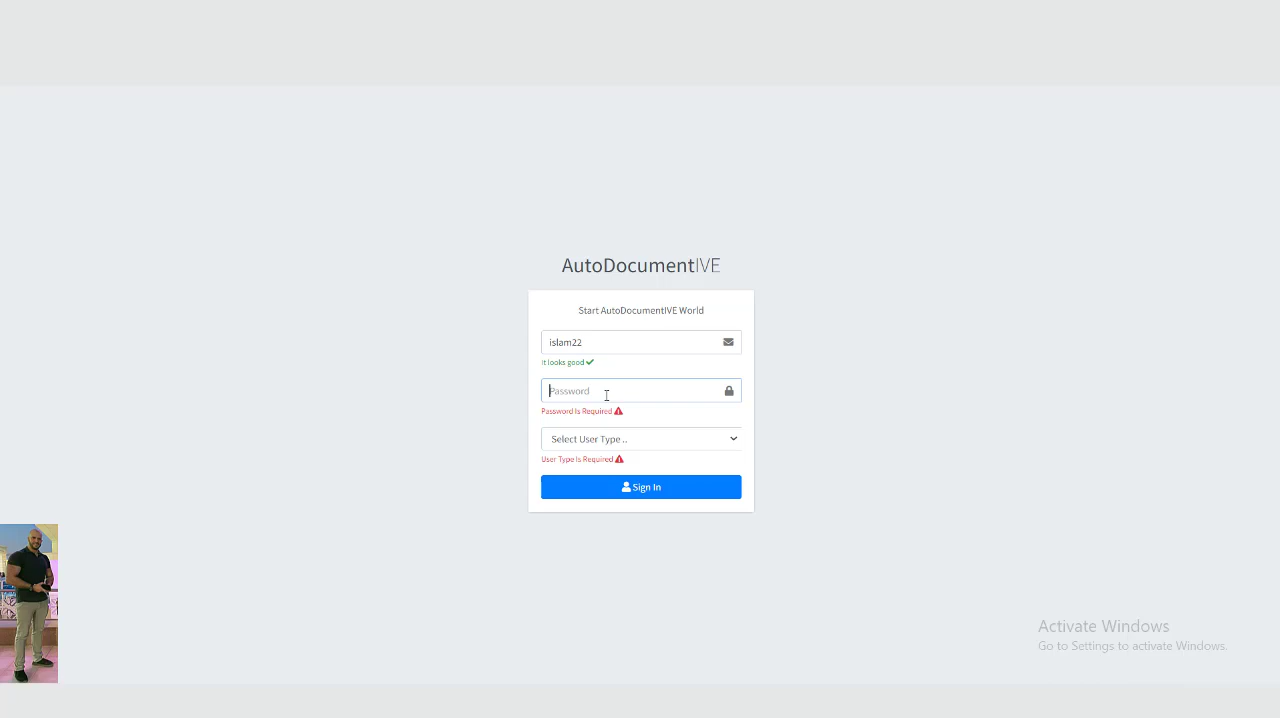 AutoDocumentIVE
Start AutoDocumentIVE World
islam22
It looks good
Password
Password Is Required
Select User Type ..
User Type Is Required
Sign In
Activate Windows
Go to Settings to activate Windows.